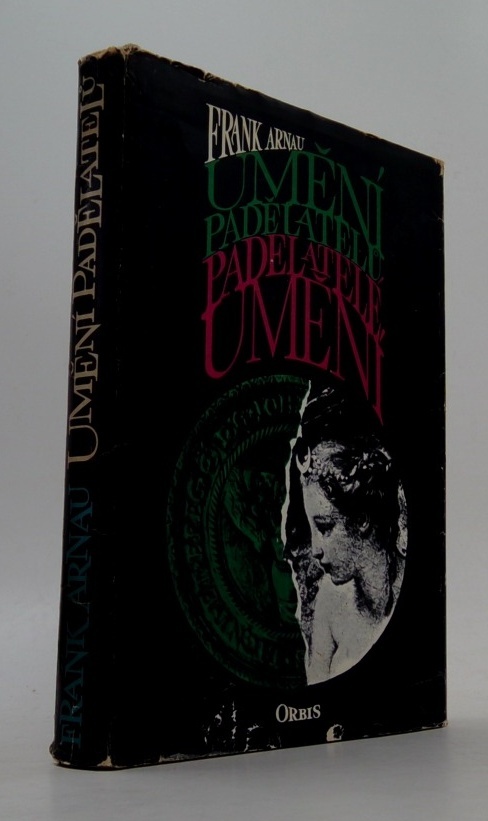 FRANK ARNAU
UMĚNÍ
PADĚLATELŮ
PADĚLATELÉ
UMĚNÍ
ORBIS
FRANK ARNAU UMĚNÍ PADĚLATELŮ